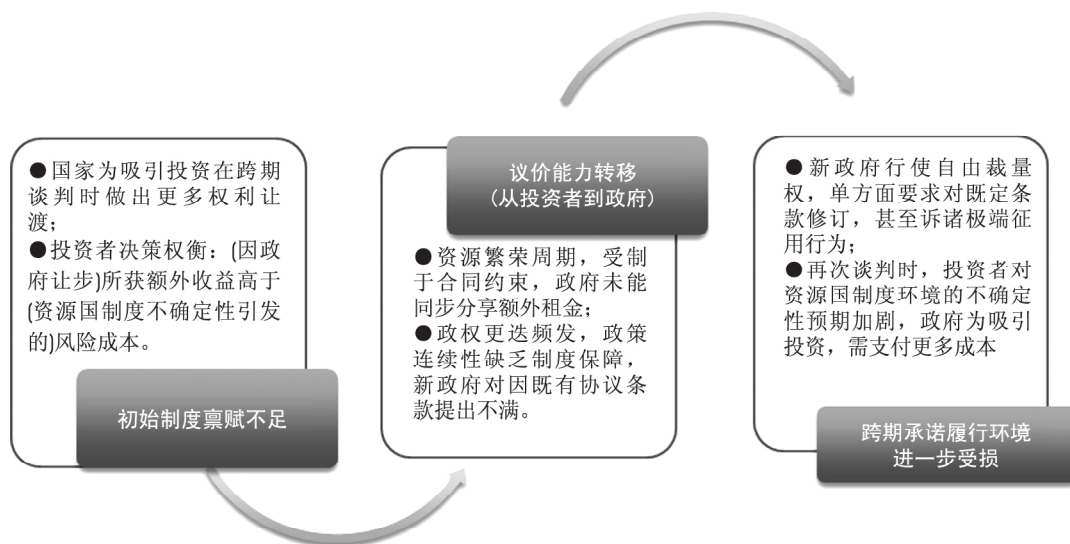 ●国家为吸引投资在跨期
谈判时做出更多权利让
渡；
●投资者决策权衡：(因政
府让步)所获额外收益高于
(资源国制度不确定性引发
的)风险成本。
初始制度禀赋不足
议价能力转移
(从投资者到政府)
●资源繁荣周期，受制
于合同约束，政府未能
同步分享额外租金；
●政权更迭频发，政策
连续性缺乏制度保障，
新政府对因既有协议条
款提出不满。
●新政府行使自由裁量
权，单方面要求对既定条
款修订，甚至诉诸极端征
用行为；
●再次谈判时，投资者对
资源国制度环境的不确定
性预期加剧，政府为吸引
投资，需支付更多成本
跨期承诺履行环境
进一步受损